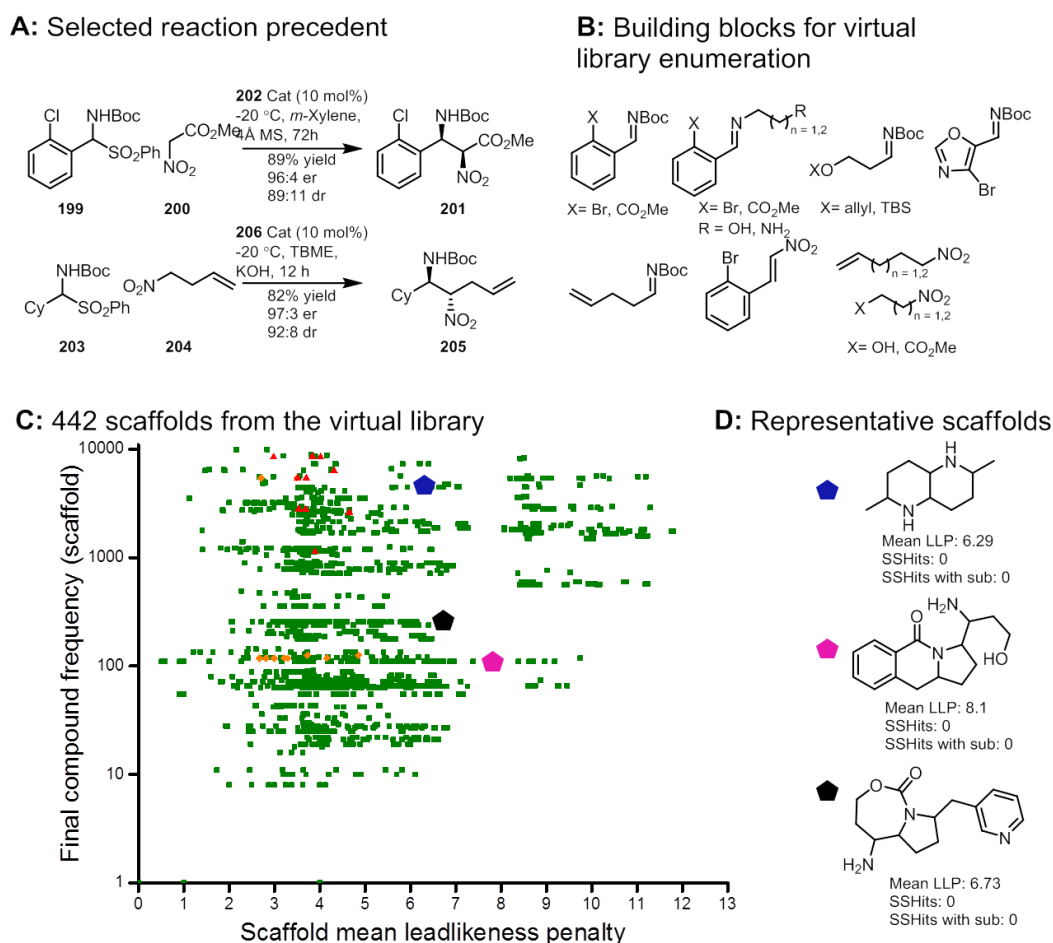 A: Selected reaction precedent
Cl
NHBoc
SO₂Ph
199
CO₂Me
NO₂
200
202 Cat (10 mol%)
-20 °C, m-Xylene,
4Å MS, 72h
89% yield
96:4 er
89:11 dr
Cl
NHBoc
CO₂Me
NO₂
201
NHBoc
Cy
SO₂Ph
203
O₂N
204
206 Cat (10 mol%)
-20 °C, TBME,
KOH, 12 h
82% yield
97:3 er
92:8 dr
NHBoc
Cy
NO₂
205
B: Building blocks for virtual
library enumeration
X
NBoc
X= Br, CO₂Me
X
N
R
n = 1,2
X= Br, CO₂Me
R = OH, NH₂
NBoc
XO
X= allyl, TBS
NBoc
O
N
Br
NBoc
Br
NO₂
NO₂
n = 1,2
X
NO₂
n = 1,2
X= OH, CO₂Me
C: 442 scaffolds from the virtual library
Final compound frequency (scaffold)
10000
1000
100
10
1
0 1 2 3 4 5 6 7 8 9 10 11 12 13
Scaffold mean leadlikeness penalty
D: Representative scaffolds
H
N
N
H
Mean LLP: 6.29
SSHits: 0
SSHits with sub: 0
H₂N
O
N
OH
Mean LLP: 8.1
SSHits: 0
SSHits with sub: 0
O
O
N
N
H₂N
Mean LLP: 6.73
SSHits: 0
SSHits with sub: 0